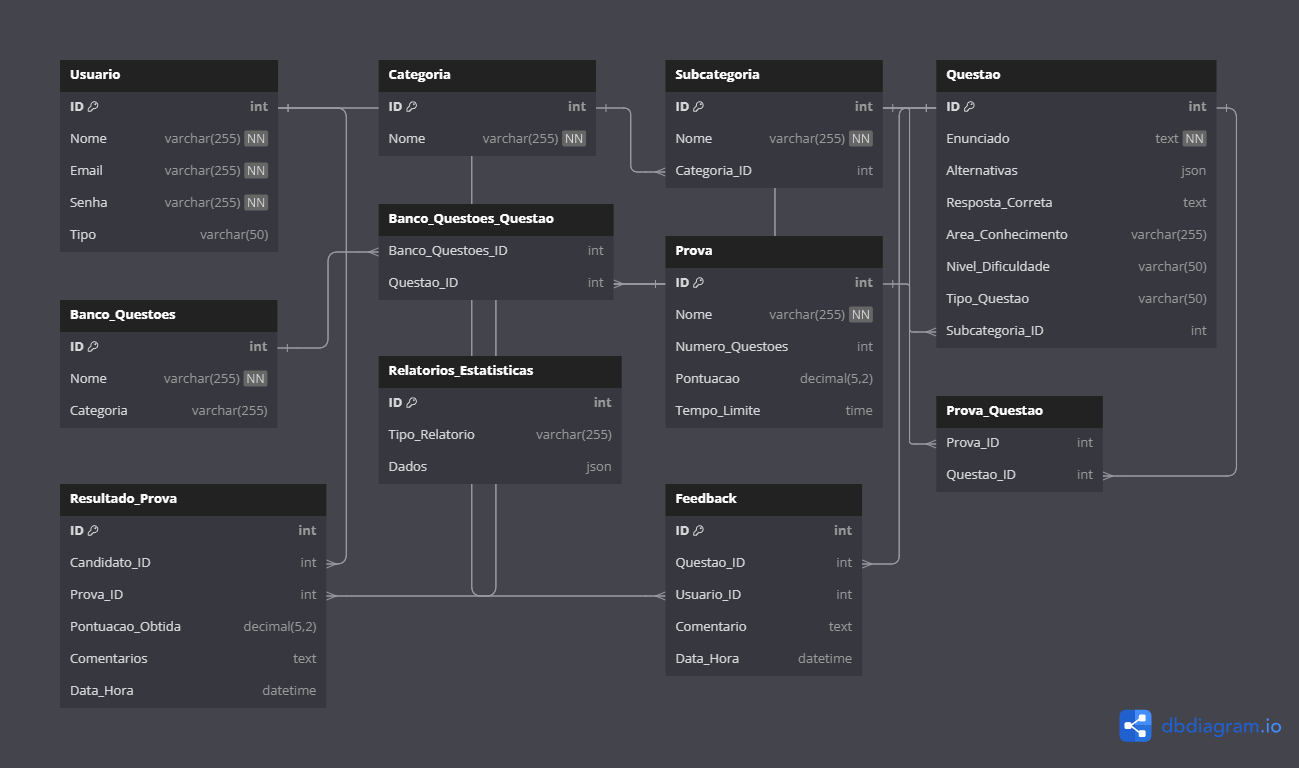 Usuario
ID int
Nome varchar(255) NN
Email varchar(255) NN
Senha varchar(255) NN
Tipo varchar(50)
Categoria
ID int
Nome varchar(255) NN
Subcategoria
ID int
Nome varchar(255) NN
Categoria_ID int
Questao
ID int
Enunciado text NN
Alternativas json
Resposta_Correta text
Area_Conhecimento varchar(255)
Nivel_Dificuldade varchar(50)
Tipo_Questao varchar(50)
Subcategoria_ID int
Banco_Questoes_Questao
Banco_Questoes_ID int
Questao_ID int
Prova
ID int
Nome varchar(255) NN
Numero_Questoes int
Pontuacao decimal(5,2)
Tempo_Limite time
Banco_Questoes
ID int
Nome varchar(255) NN
Categoria varchar(255)
Relatorios_Estatisticas
ID int
Tipo_Relatorio varchar(255)
Dados json
Prova_Questao
Prova_ID int
Questao_ID int
Resultado_Prova
ID int
Candidato_ID int
Prova_ID int
Pontuacao_Obtida decimal(5,2)
Comentarios text
Data_Hora datetime
Feedback
ID int
Questao_ID int
Usuario_ID int
Comentario text
Data_Hora datetime
dbdiagram.io